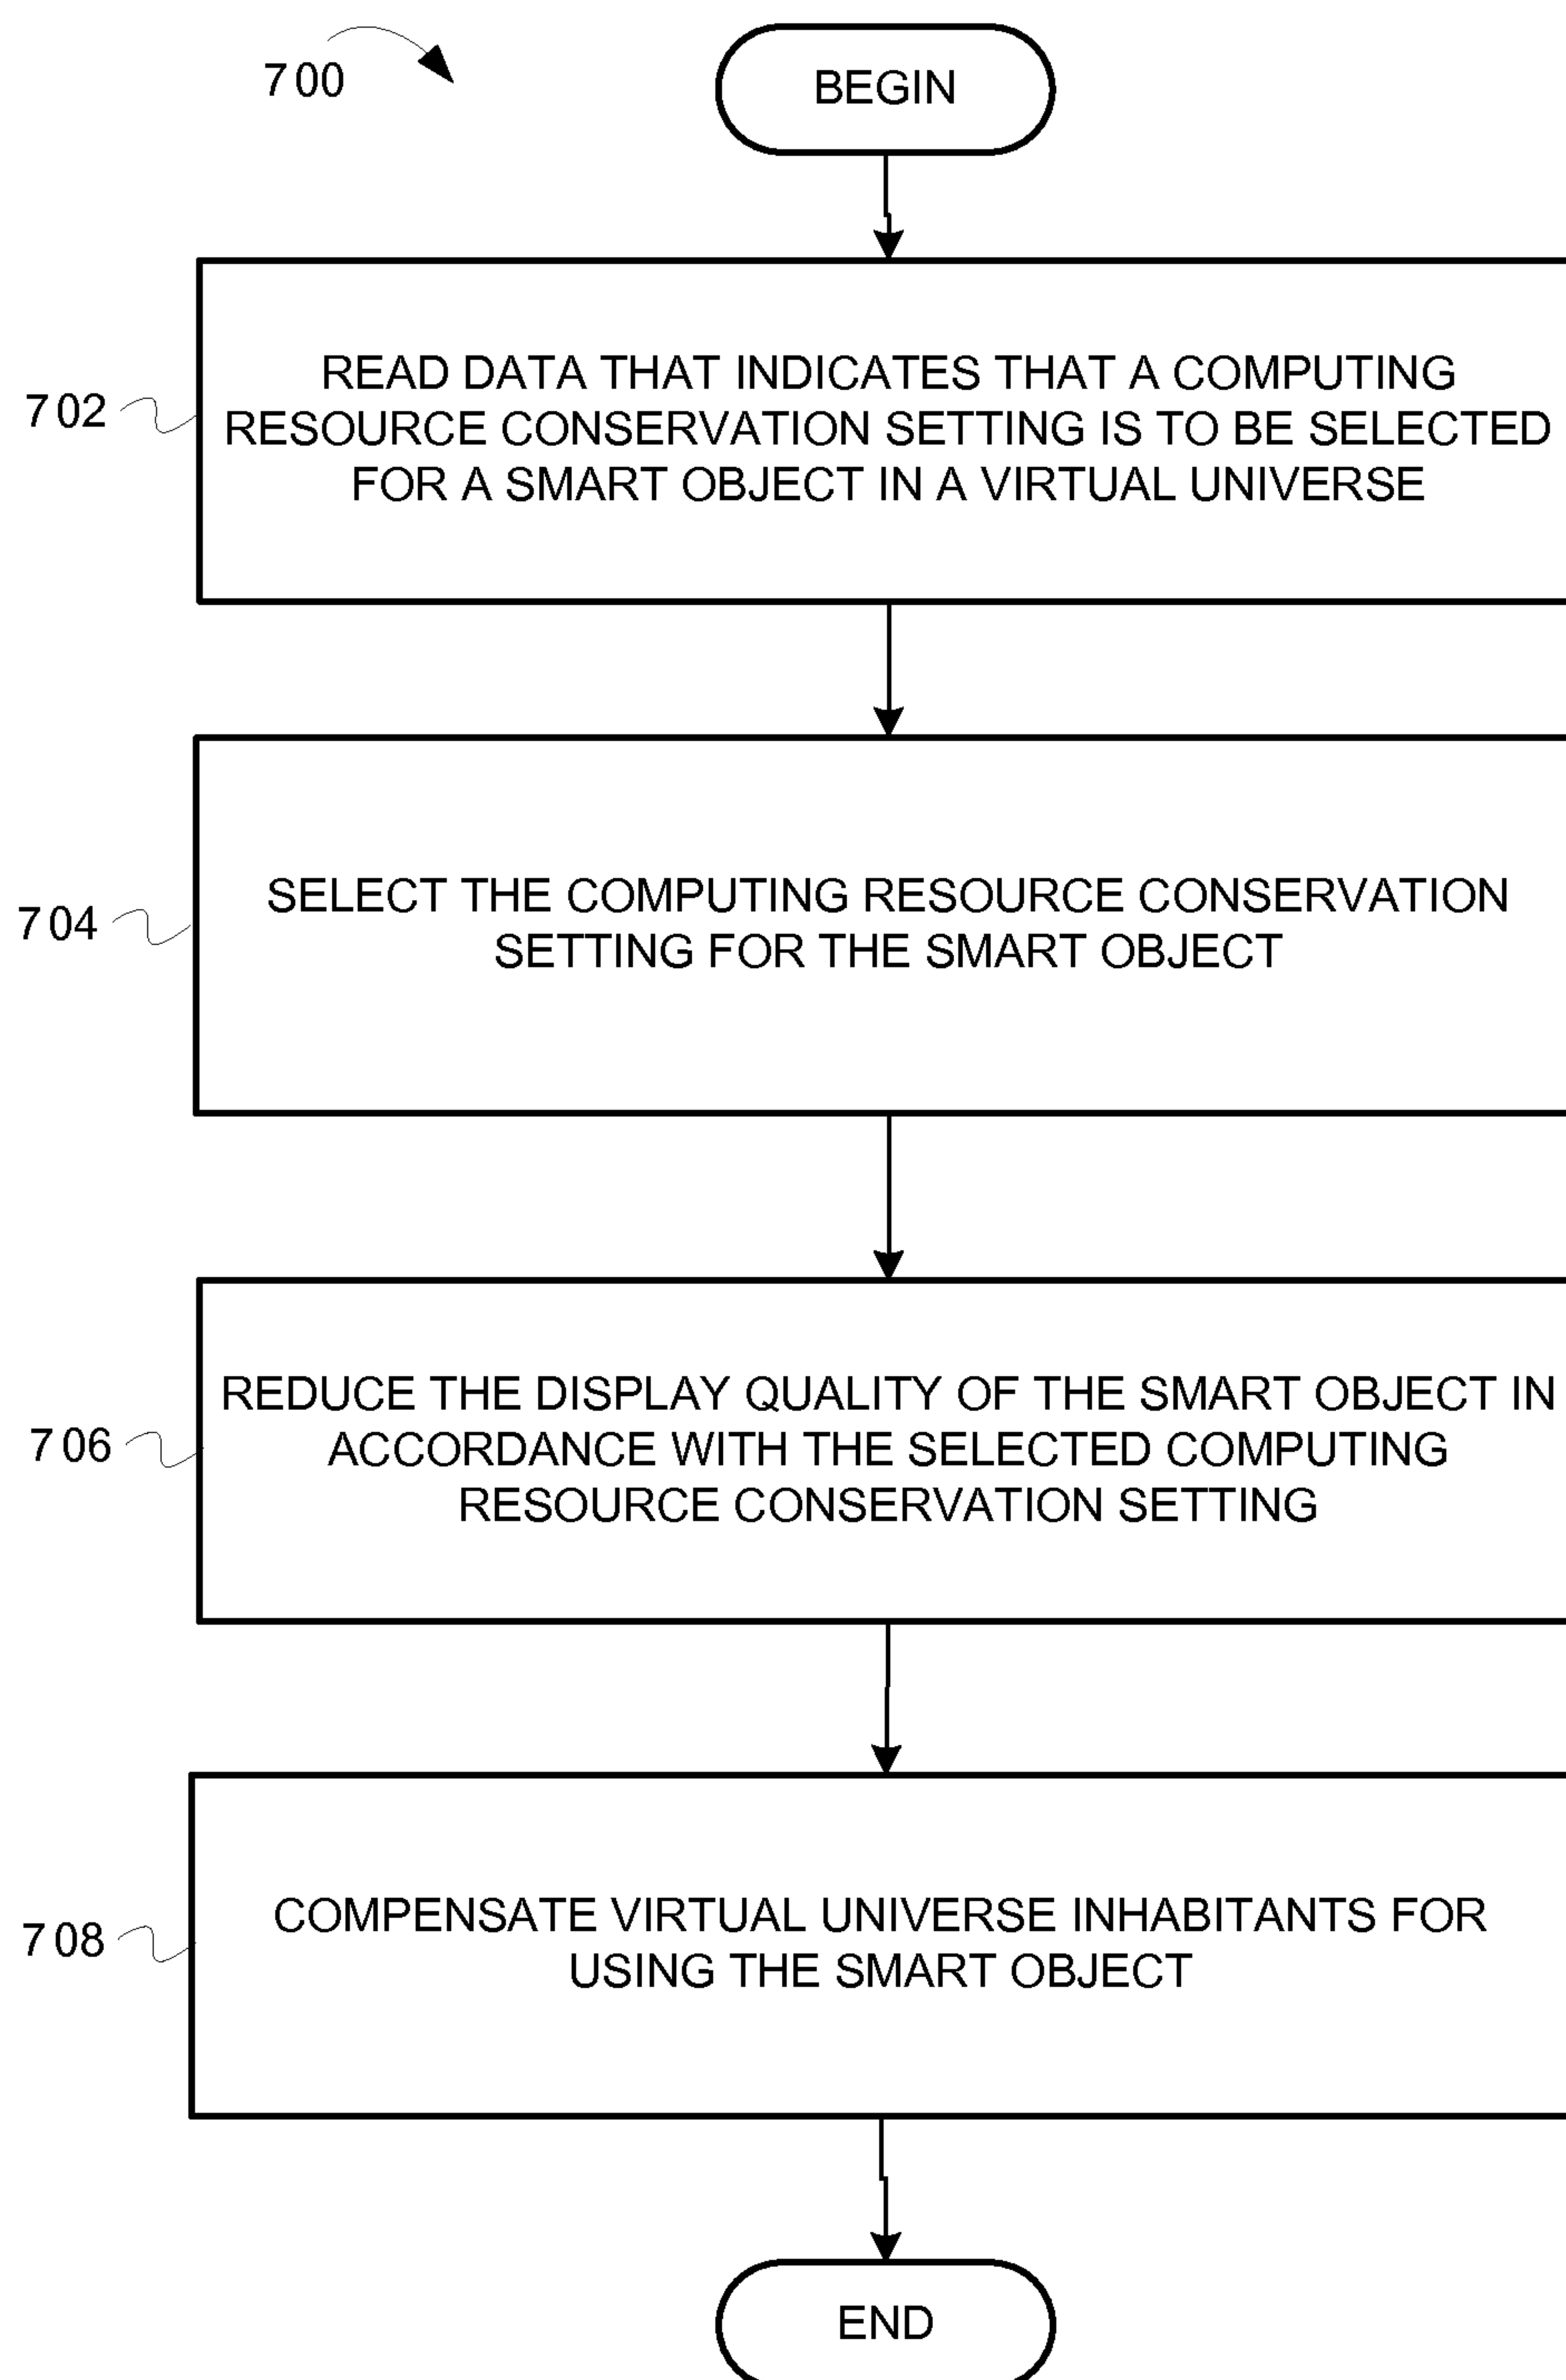 700
BEGIN
702
READ DATA THAT INDICATES THAT A COMPUTING
RESOURCE CONSERVATION SETTING IS TO BE SELECTED
FOR A SMART OBJECT IN A VIRTUAL UNIVERSE
704
SELECT THE COMPUTING RESOURCE CONSERVATION
SETTING FOR THE SMART OBJECT
706
REDUCE THE DISPLAY QUALITY OF THE SMART OBJECT IN
ACCORDANCE WITH THE SELECTED COMPUTING
RESOURCE CONSERVATION SETTING
708
COMPENSATE VIRTUAL UNIVERSE INHABITANTS FOR
USING THE SMART OBJECT
END